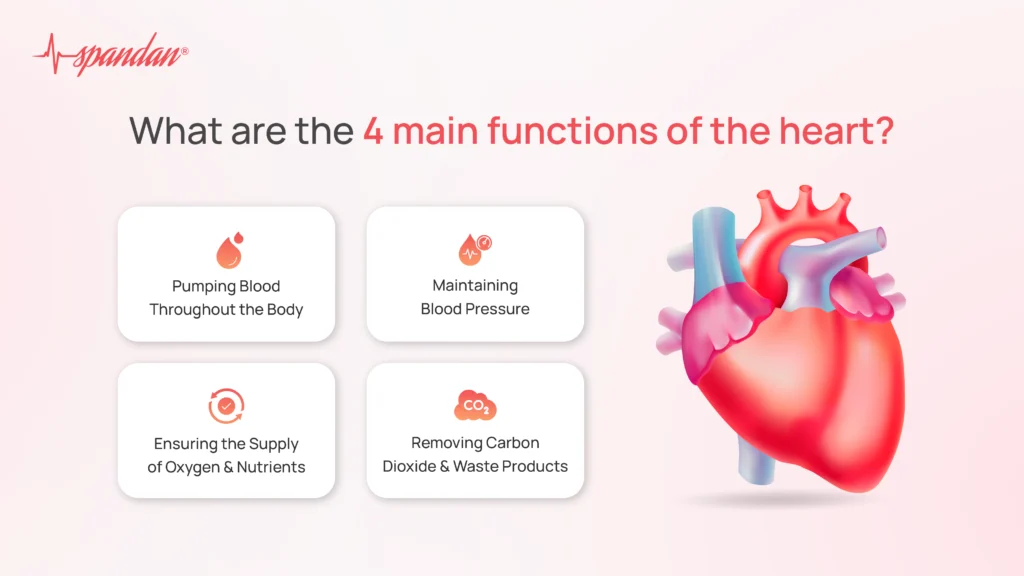 spandan®
What are the 4 main functions of the heart?
Pumping Blood
Throughout the Body
Maintaining
Blood Pressure
Ensuring the Supply
of Oxygen & Nutrients
CO₂
Removing Carbon
Dioxide & Waste Products